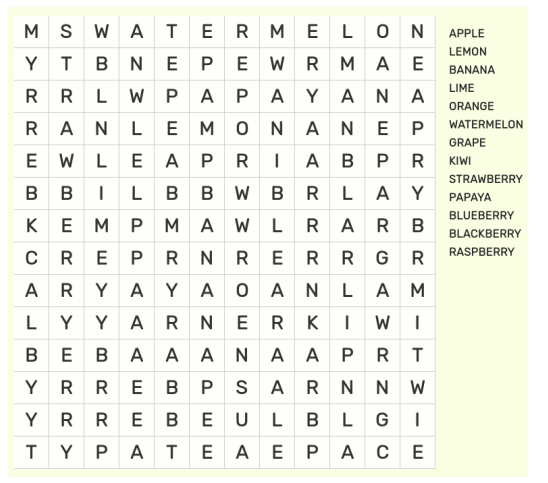 M S W A T E R M E L O N
Y T B N E P E W R M A E
R R L W P A P A Y A N A
R A N L E M O N A N E P
E W L E A P R I A B P R
B B I L B B W B R L A Y
K E M P M A W L R A R B
C R E P R N R E R R G R
A R Y A Y A O A N L A M
L Y Y A R N E R K I W I
B E B A A A N A A P R T
Y R R E B P S A R N N W
Y R R E B E U L B L G I
T Y P A T E A E P A C E
APPLE
LEMON
BANANA
LIME
ORANGE
WATERMELON
GRAPE
KIWI
STRAWBERRY
PAPAYA
BLUEBERRY
BLACKBERRY
RASPBERRY